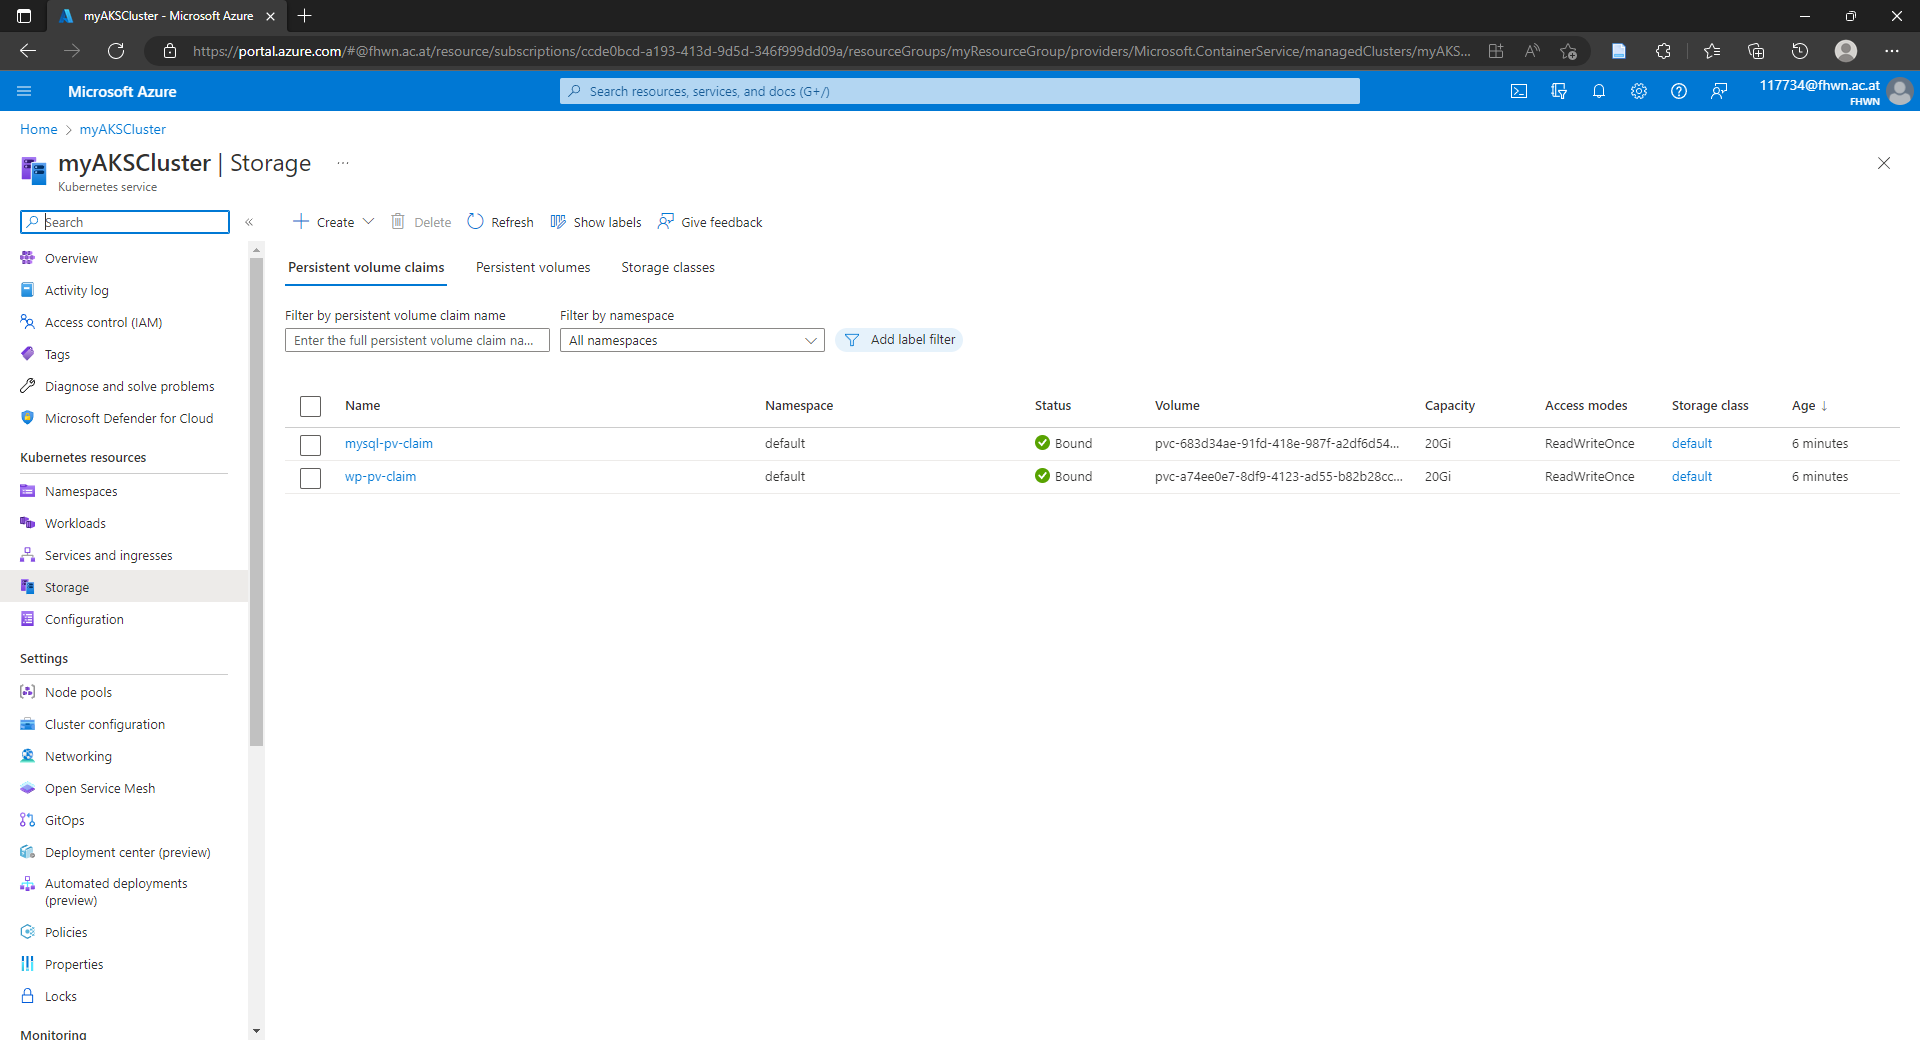 myAKSCluster - Microsoft Azure
https://portal.azure.com/#@fhwn.ac.at/resource/subscriptions/ccde0bcd-a193-413d-9d5d-346f999dd09a/resourceGroups/myResourceGroup/providers/Microsoft.ContainerService/managedClusters/myAKS...
Microsoft Azure
Search resources, services, and docs (G+/)
117734@fhwn.ac.at
FHWN
Home > myAKSCluster
myAKSCluster | Storage ...
Kubernetes service
Search
Create
Delete
Refresh
Show labels
Give feedback
Overview
Activity log
Access control (IAM)
Tags
Diagnose and solve problems
Microsoft Defender for Cloud
Kubernetes resources
Namespaces
Workloads
Services and ingresses
Storage
Configuration
Settings
Node pools
Cluster configuration
Networking
Open Service Mesh
GitOps
Deployment center (preview)
Automated deployments
(preview)
Policies
Properties
Locks
Monitoring
Persistent volume claims Persistent volumes Storage classes
Filter by persistent volume claim name
Enter the full persistent volume claim na...
Filter by namespace
All namespaces
Add label filter
Name Namespace Status Volume Capacity Access modes Storage class Age ↓
mysql-pv-claim default Bound pvc-683d34ae-91fd-418e-987f-a2df6d54... 20Gi ReadWriteOnce default 6 minutes
wp-pv-claim default Bound pvc-a74ee0e7-8df9-4123-ad55-b82b28cc... 20Gi ReadWriteOnce default 6 minutes